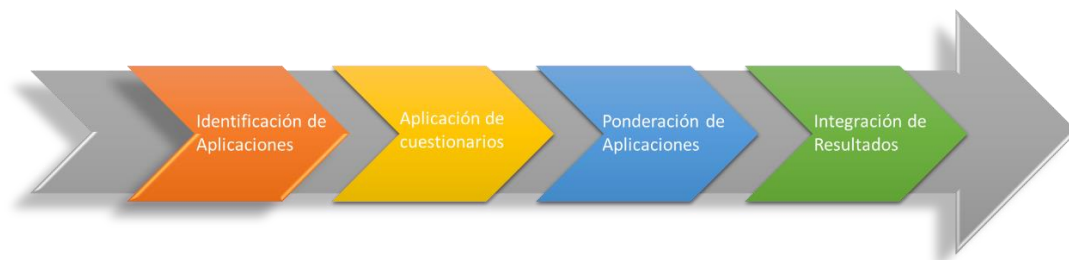 Identificación de
Aplicaciones
Aplicación de
cuestionarios
Ponderación de
Aplicaciones
Integración de
Resultados